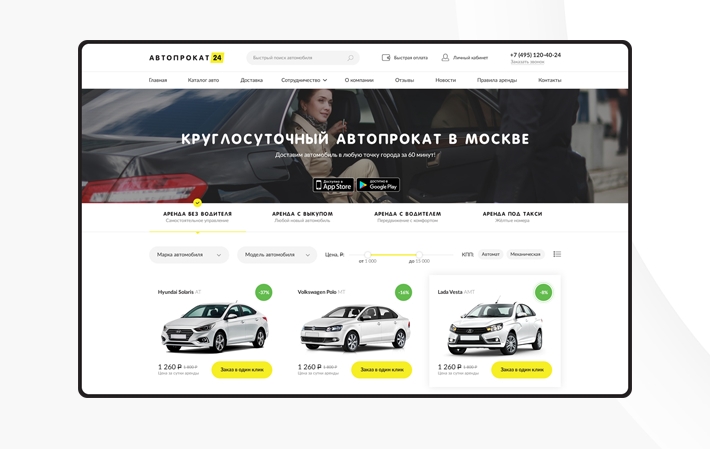 АВТОПРОКАТ 24
Быстрый поиск автомобиля
Быстрая оплата
Личный кабинет
+7 (495) 120-40-24
Заказать звонок
Главная
Каталог авто
Доставка
Сотрудничество
О компании
Отзывы
Новости
Правила аренды
Контакты
КРУГЛОСУТОЧНЫЙ АВТОПРОКАТ В МОСКВЕ
Доставим автомобиль в любую точку города за 60 минут!
Доступно в
App Store
ДОСТУПНО В
Google Play
АРЕНДА БЕЗ ВОДИТЕЛЯ
Самостоятельное управление
АРЕНДА С ВЫКУПОМ
Любой новый автомобиль
АРЕНДА С ВОДИТЕЛЕМ
Передвижение с комфортом
АРЕНДА ПОД ТАКСИ
Жёлтые номера
Марка автомобиля
Модель автомобиля
Цена, ₽:
от 1 000
до 15 000
КПП:
Автомат
Механическая
Hyundai Solaris AT
-37%
1 260 ₽ 1 800 ₽
Цена за сутки аренды
Заказ в один клик
Volkswagen Polo MT
-16%
1 260 ₽ 1 800 ₽
Цена за сутки аренды
Заказ в один клик
Lada Vesta АМТ
-8%
1 260 ₽ 1 800 ₽
Цена за сутки аренды
Заказ в один клик